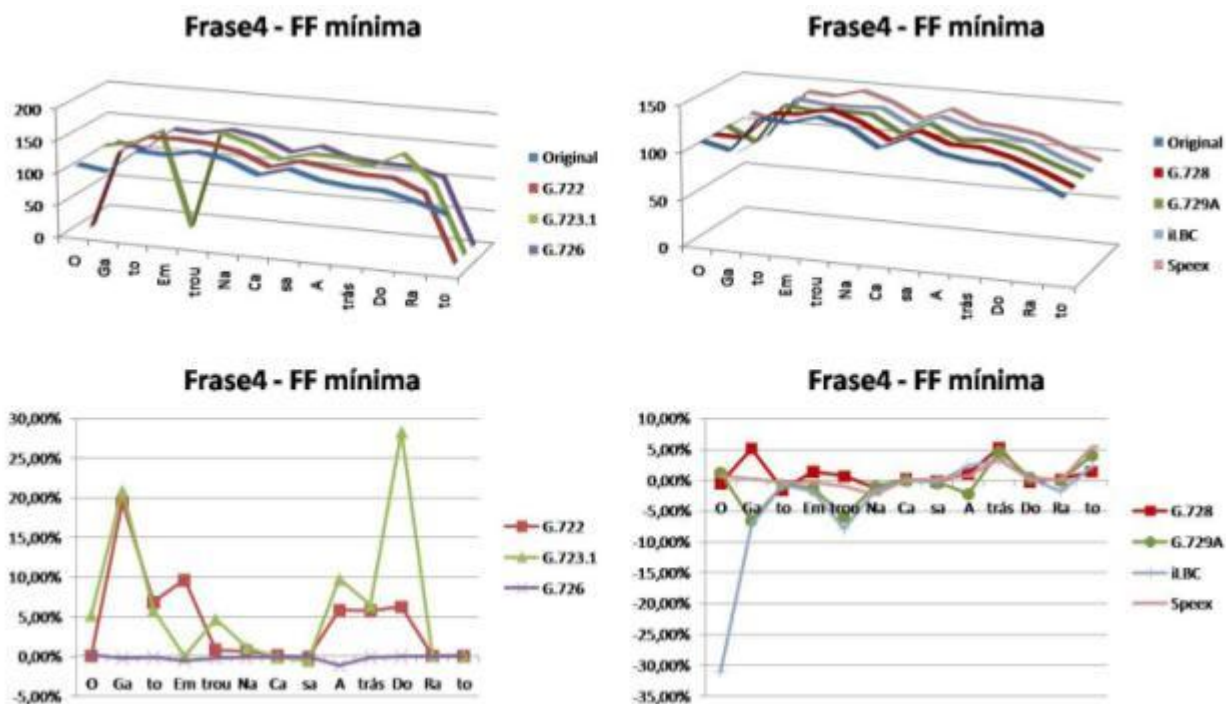 Frase4 - FF mínima
200
150
100
50
0
O
Ga
to
Em
trou
Na
Ca
sa
A
trás
Do
Ra
to
Original
G.722
G.723.1
G.726
Frase4 - FF mínima
150
100
50
0
O
Ga
to
Em
trou
Na
Ca
sa
A
trás
Do
Ra
to
Original
G.728
G.729A
iLBC
Speex
Frase4 - FF mínima
30,00%
25,00%
20,00%
15,00%
10,00%
5,00%
0,00%
-5,00%
O Ga to Em trou Na Ca sa A trás Do Ra to
G.722
G.723.1
G.726
Frase4 - FF mínima
10,00%
5,00%
0,00%
-5,00%
-10,00%
-15,00%
-20,00%
-25,00%
-30,00%
-35,00%
O Ga to Em trou Na Ca sa A trás Do Ra to
G.728
G.729A
iLBC
Speex